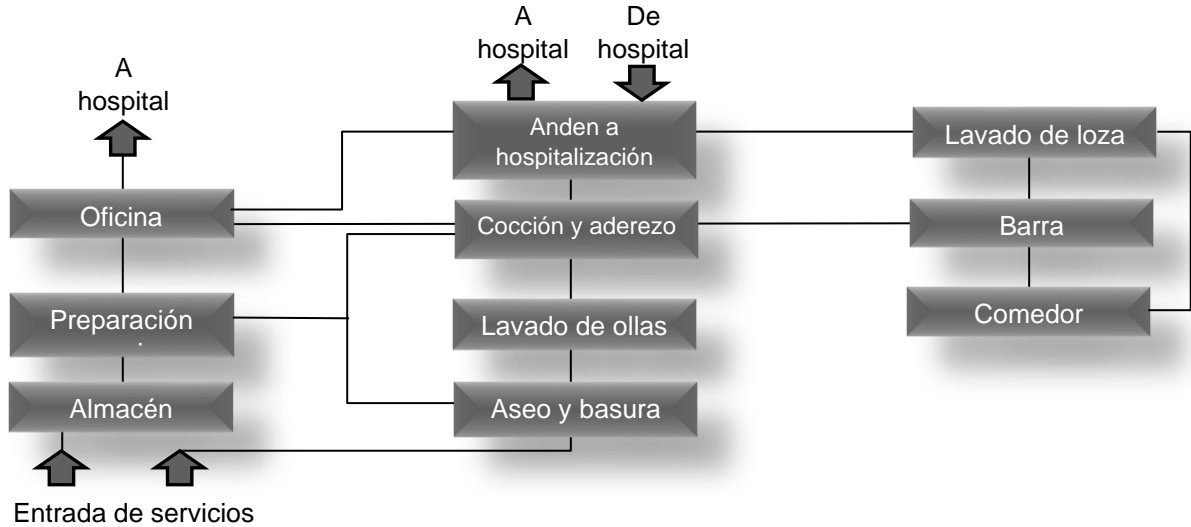 A
hospital
De
hospital
A
hospital
Anden a
hospitalización
Lavado de loza
Oficina
Cocción y aderezo
Barra
Preparación
.
Lavado de ollas
Comedor
Almacén
Aseo y basura
Entrada de servicios